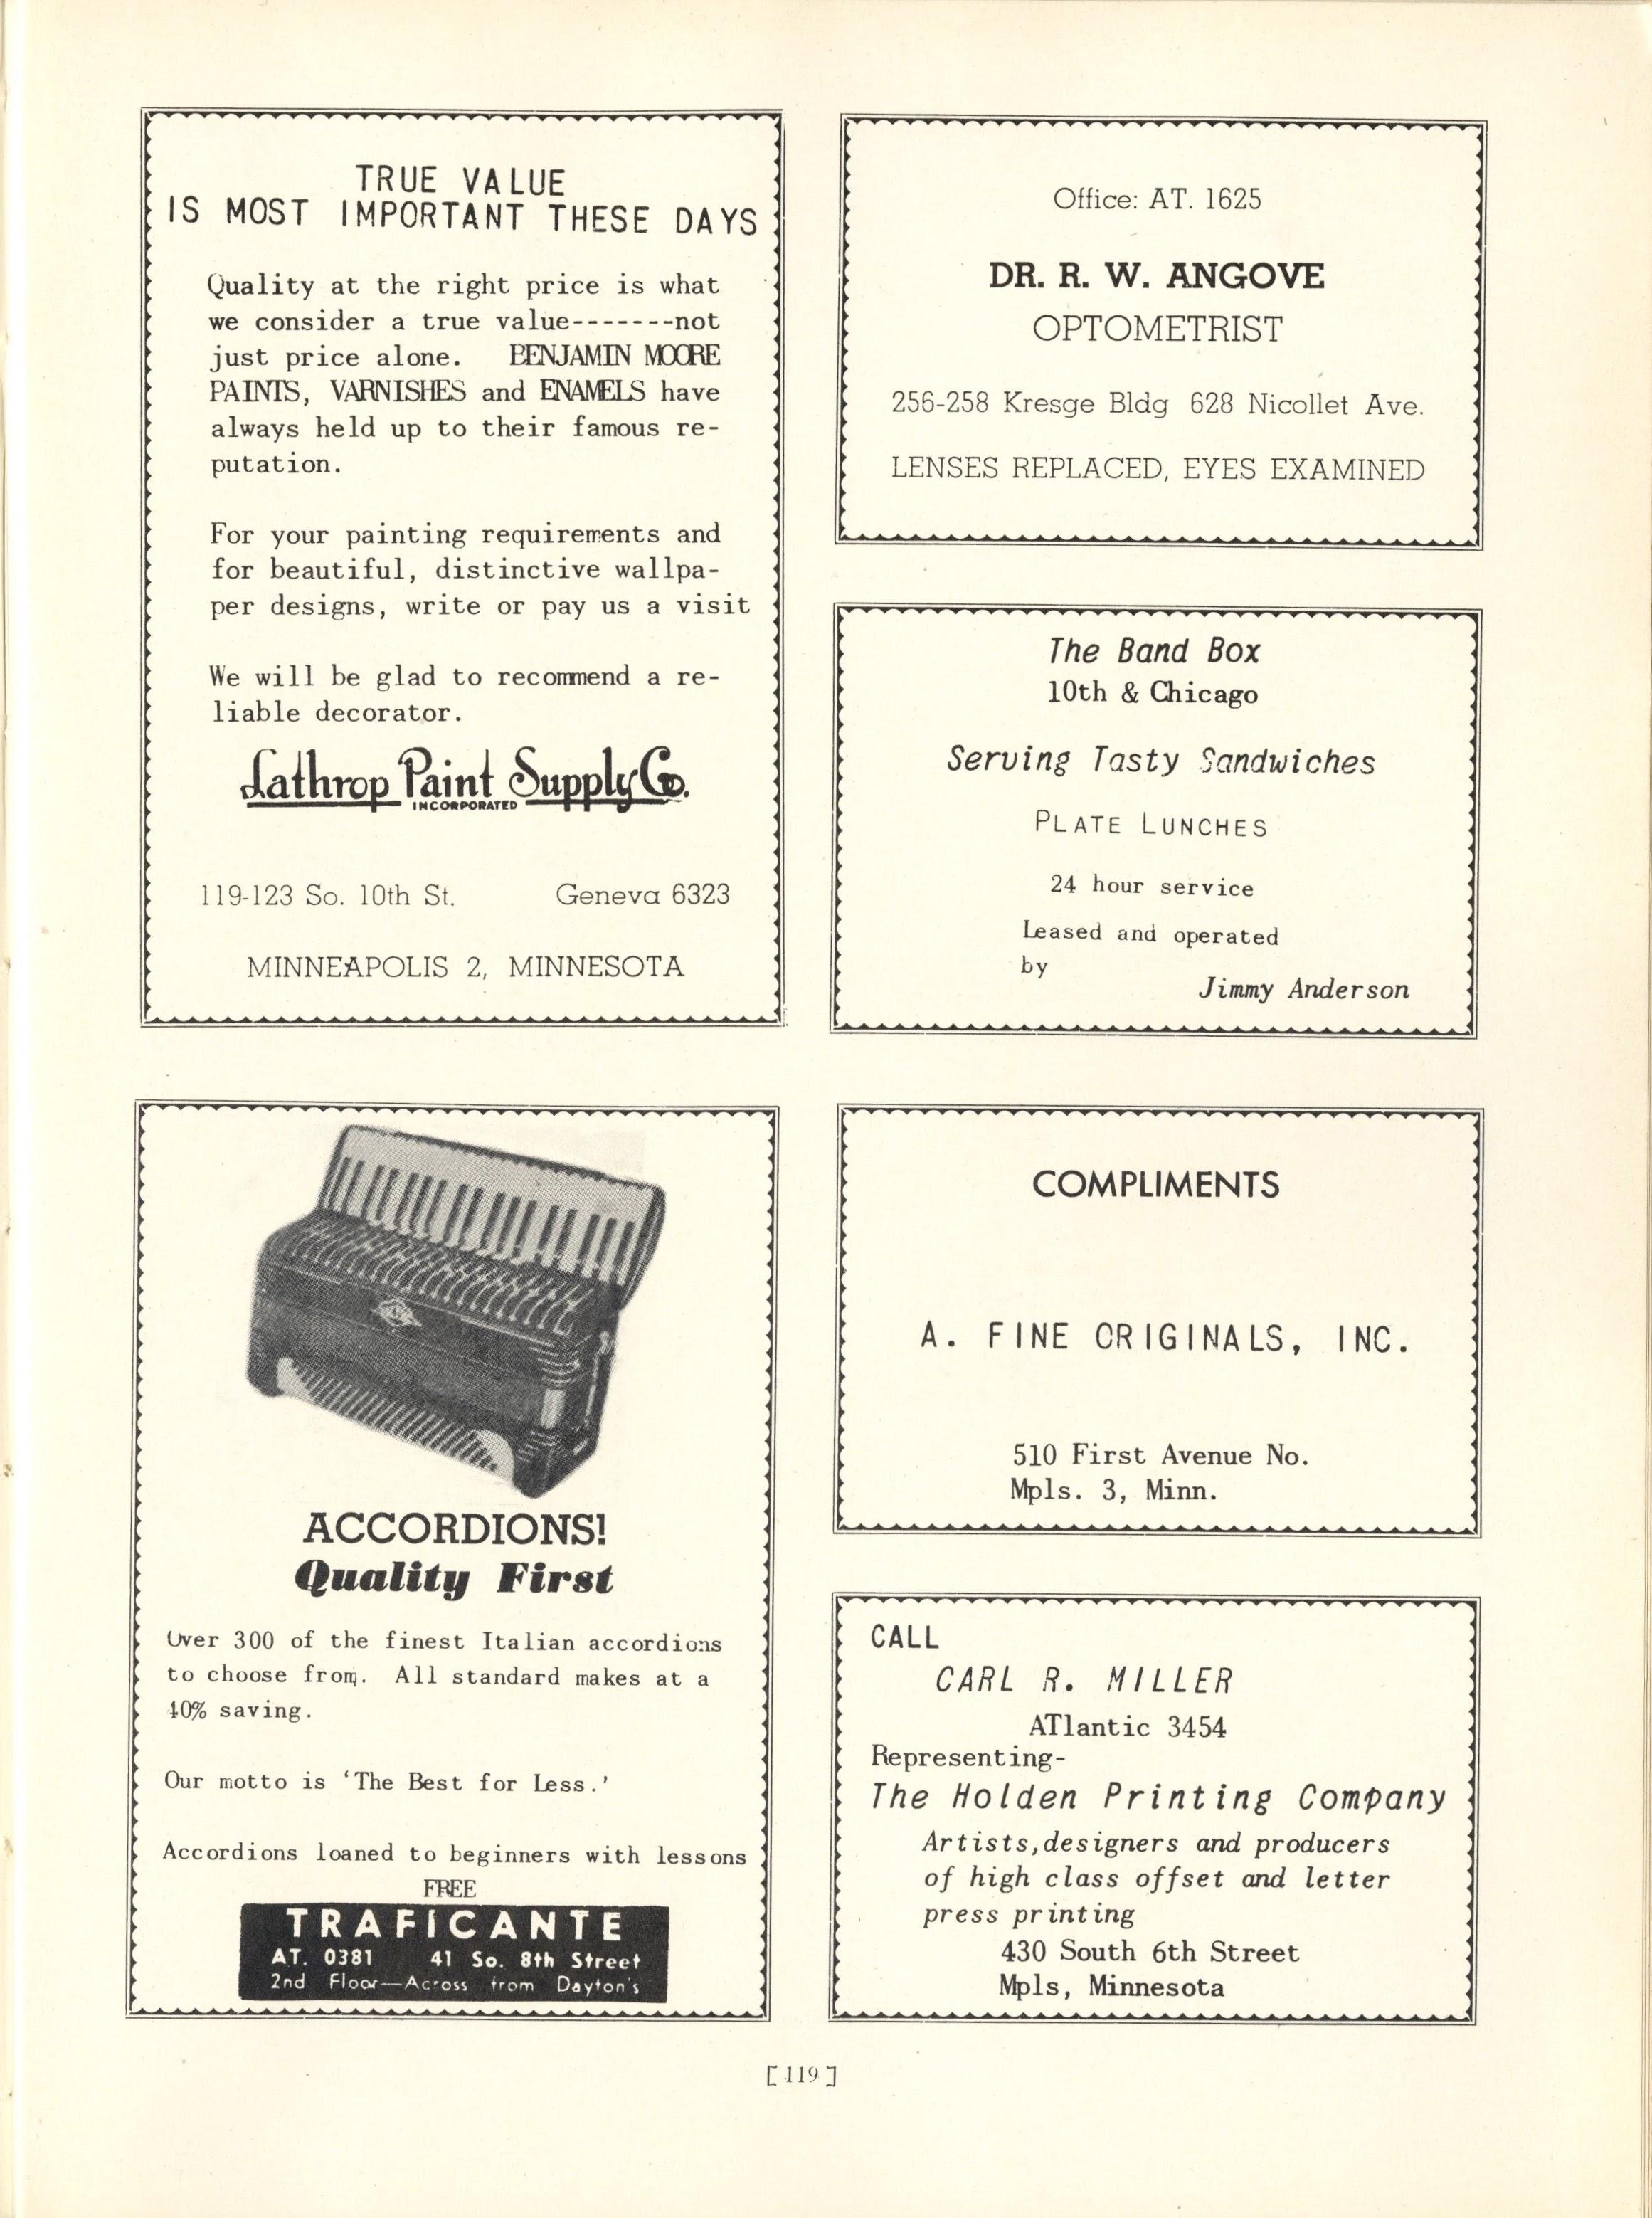 TRUE VALUE
IS MOST IMPORTANT THESE DAYS
Quality at the right price is what
we consider a true value-------not
just price alone. BENJAMIN MOORE
PAINTS, VARNISHES and ENAMELS have
always held up to their famous re-
putation.
For your painting requirements and
for beautiful, distinctive wallpa-
per designs, write or pay us a visit
We will be glad to recommend a re-
liable decorator.
Lathrop Paint Supply Co.
INCORPORATED
119-123 So. 10th St. Geneva 6323
MINNEAPOLIS 2, MINNESOTA
Office: AT. 1625
DR. R. W. ANGOVE
OPTOMETRIST
256-258 Kresge Bldg 628 Nicollet Ave.
LENSES REPLACED, EYES EXAMINED
The Band Box
10th & Chicago
Serving Tasty Sandwiches
PLATE LUNCHES
24 hour service
Leased and operated
by
Jimmy Anderson
ACCORDIONS!
Quality First
Over 300 of the finest Italian accordions
to choose from. All standard makes at a
40% saving.
Our motto is ‘The Best for Less.’
Accordions loaned to beginners with lessons
FREE
TRAFICANTE
AT. 0381 41 So. 8th Street
2nd Floor—Across from Dayton's
COMPLIMENTS
A. FINE ORIGINALS, INC.
510 First Avenue No.
Mpls. 3, Minn.
CALL
CARL R. MILLER
ATlantic 3454
Representing-
The Holden Printing Company
Artists,designers and producers
of high class offset and letter
press printing
430 South 6th Street
Mpls, Minnesota
[119]